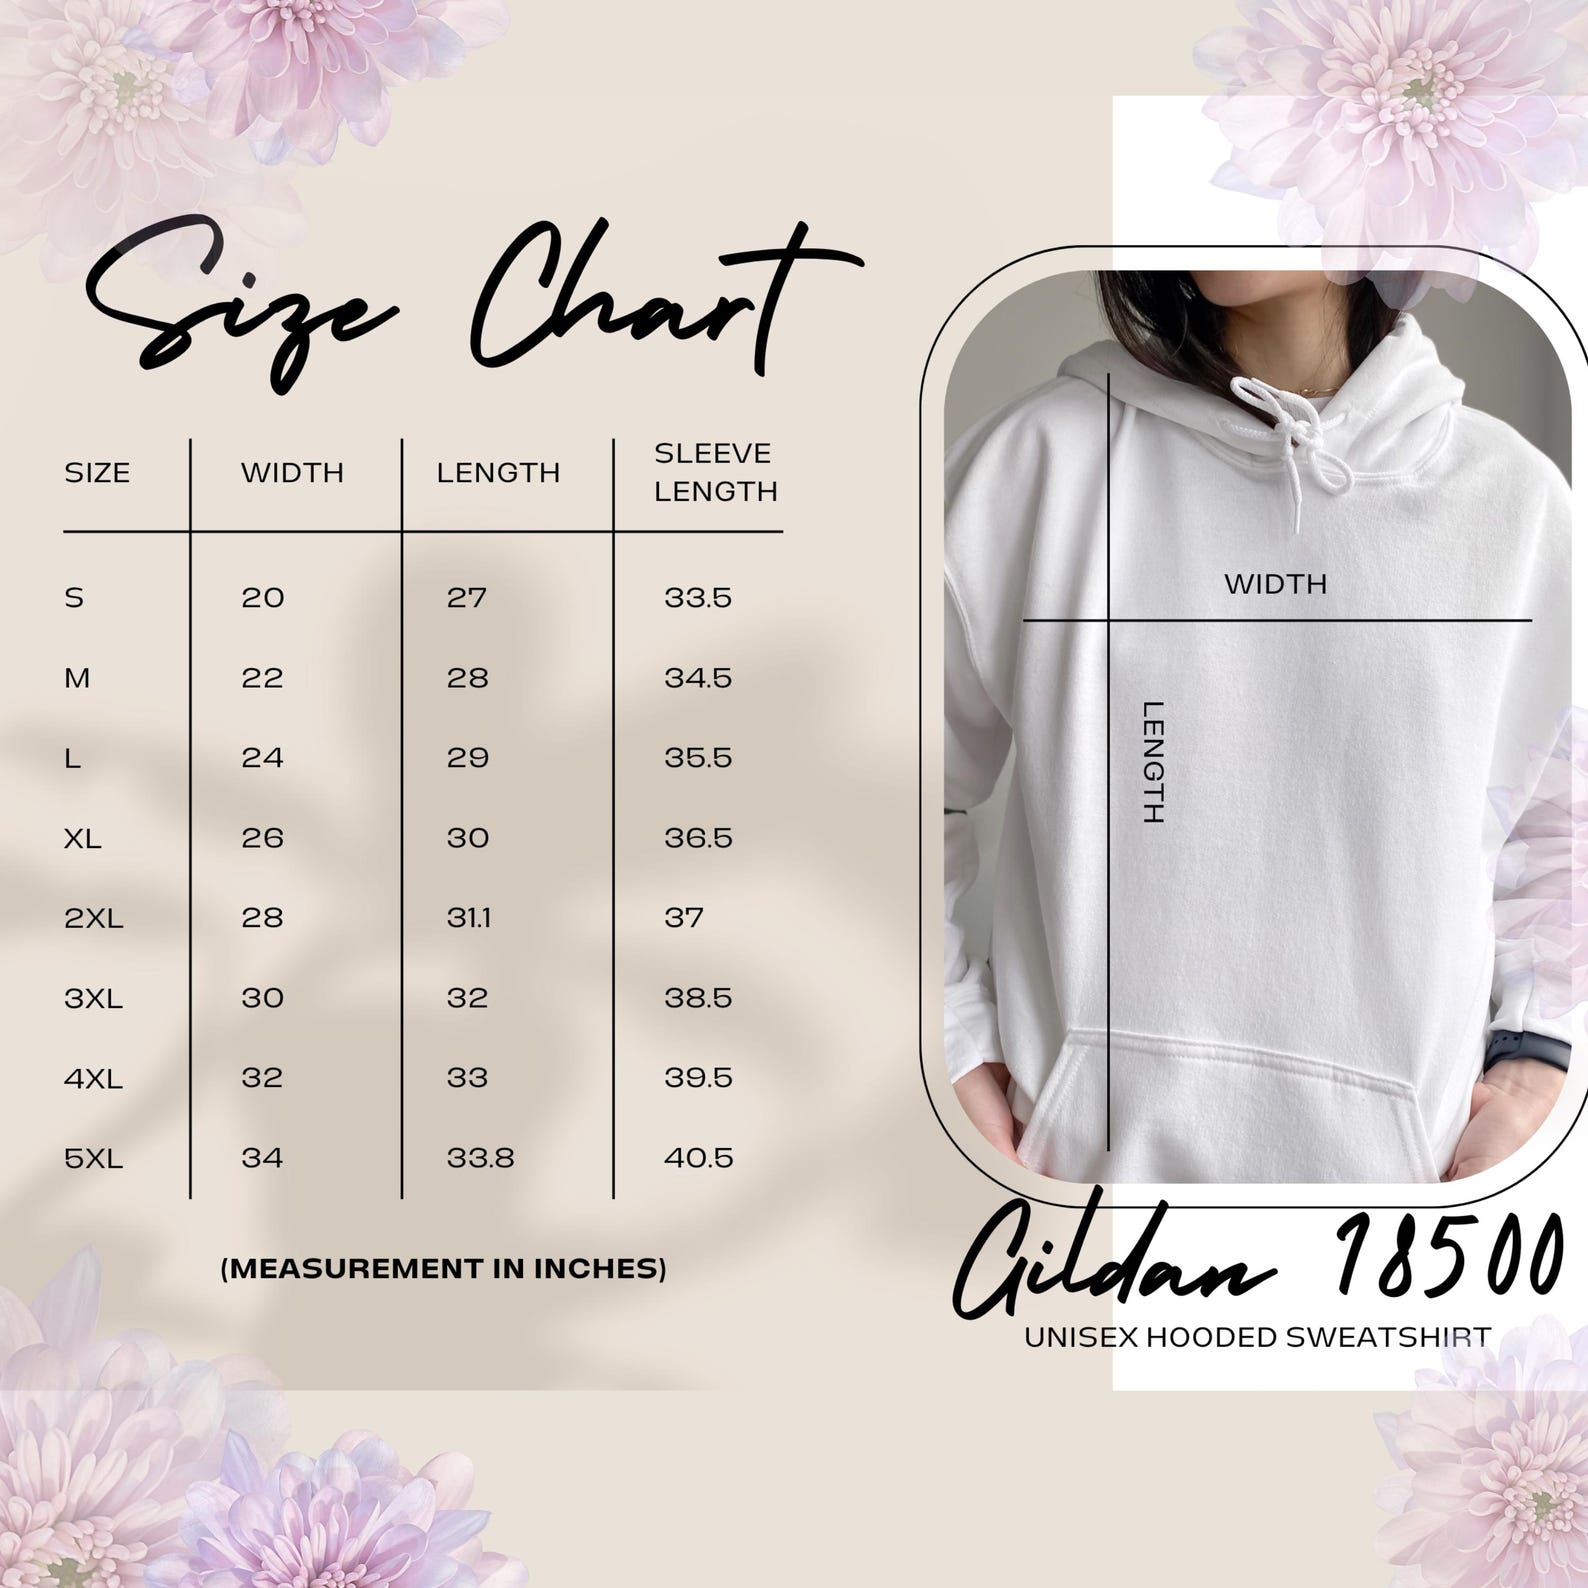 Size Chart
SIZE WIDTH LENGTH SLEEVE LENGTH
S 20 27 33.5
M 22 28 34.5
L 24 29 35.5
XL 26 30 36.5
2XL 28 31.1 37
3XL 30 32 38.5
4XL 32 33 39.5
5XL 34 33.8 40.5
(MEASUREMENT IN INCHES)
WIDTH
LENGTH
Gildan 18500
UNISEX HOODED SWEATSHIRT